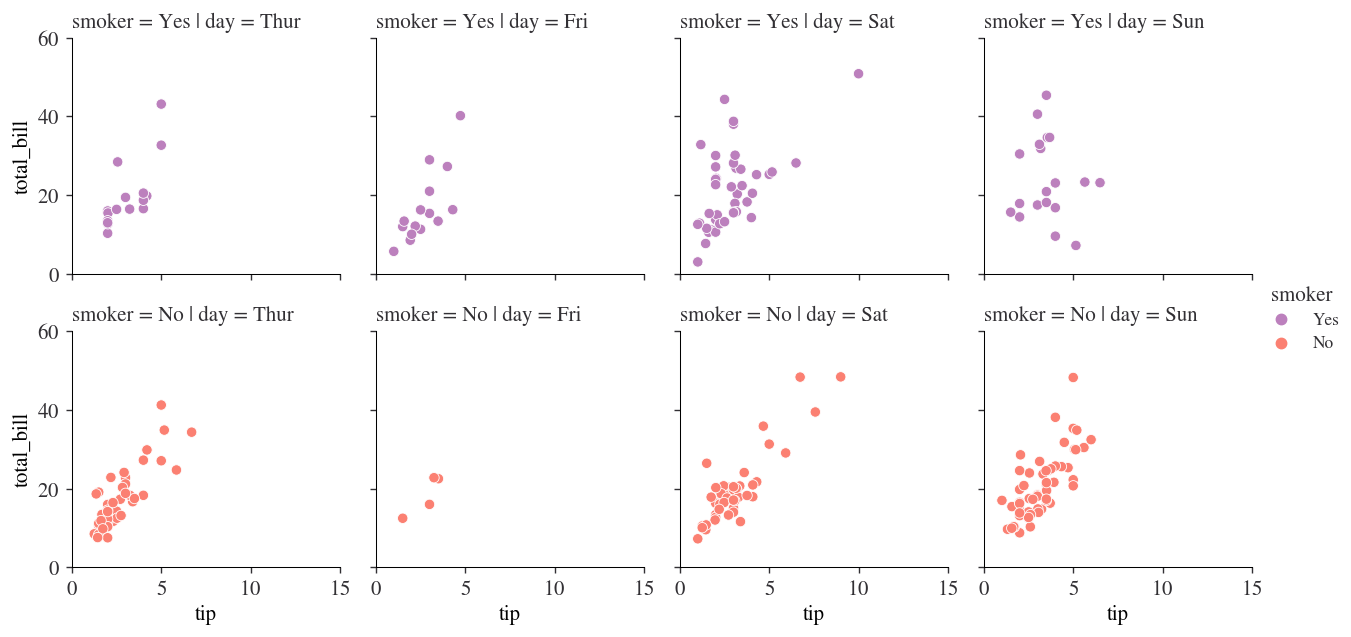 smoker = Yes | day = Thur
smoker = Yes | day = Fri
smoker = Yes | day = Sat
smoker = Yes | day = Sun
60
40
20
0
total_bill
smoker = No | day = Thur
smoker = No | day = Fri
smoker = No | day = Sat
smoker = No | day = Sun
60
40
20
0
total_bill
0 5 10 15
0 5 10 15
0 5 10 15
0 5 10 15
tip
tip
tip
tip
smoker
Yes
No